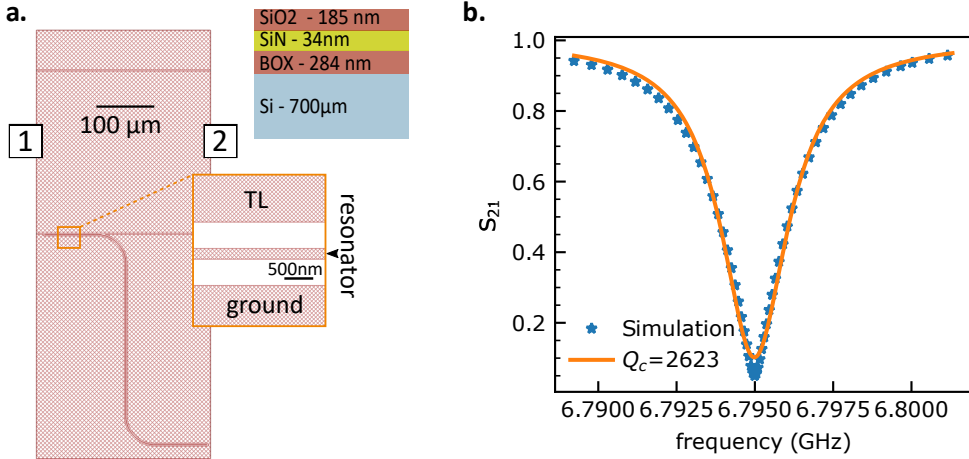 a.
SiO2 - 185 nm
SiN - 34nm
BOX - 284 nm
Si - 700μm
100 μm
1
2
TL
resonator
500nm
ground
b.
S21
1.0
0.8
0.6
0.4
0.2
Simulation
Qc=2623
6.7900 6.7925 6.7950 6.7975 6.8000
frequency (GHz)